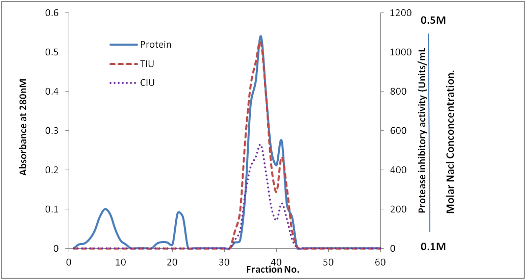 0.6
0.5
0.4
0.3
0.2
0.1
0
Absorbance at 280nM
Protein
TIU
CIU
0 10 20 30 40 50 60
Fraction No.
1200
1000
800
600
400
200
0
Protease inhibitory activity (Units/mL
0.5M
Molar Nacl Conconcentration.
0.1M